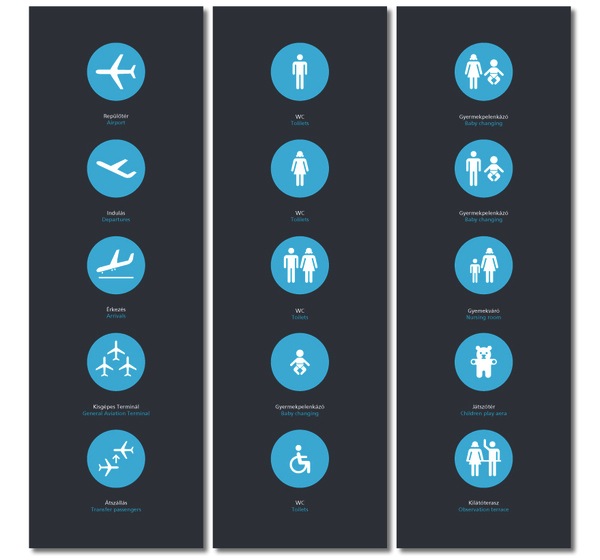 Repülőtér
Airport
Indulás
Departures
Érkezés
Arrivals
Kisgépes Terminál
General Aviation Terminal
Átszállás
Transfer passengers
WC
Toilets
WC
Toilets
WC
Toilets
Gyermekpelenkázó
Baby changing
WC
Toilets
Gyermekpelenkázó
Baby changing
Gyermekpelenkázó
Baby changing
Gyemekváró
Nursing room
Játszótér
Children play aera
Kilátóterasz
Observation terrace